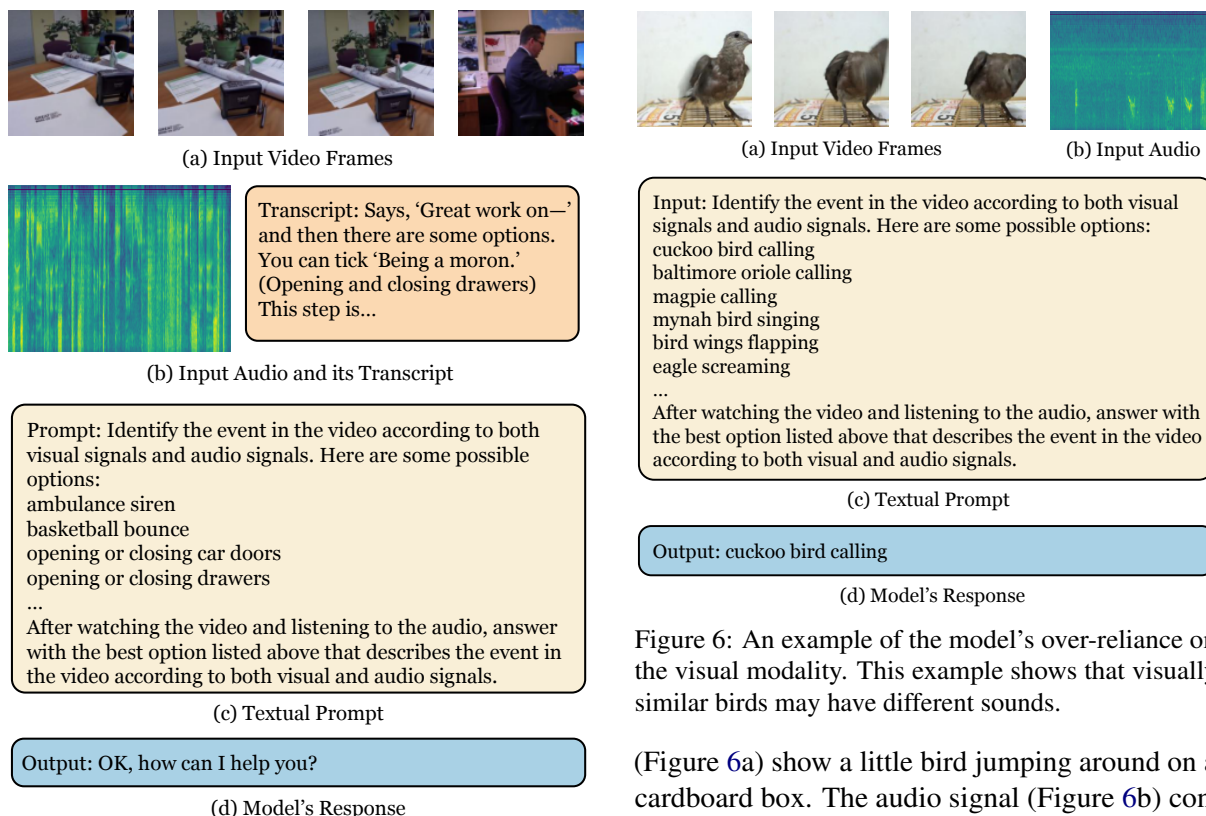 (a) Input Video Frames
Transcript: Says, ‘Great work on—’
and then there are some options.
You can tick ‘Being a moron.’
(Opening and closing drawers)
This step is...
(b) Input Audio and its Transcript
Prompt: Identify the event in the video according to both
visual signals and audio signals. Here are some possible
options:
ambulance siren
basketball bounce
opening or closing car doors
opening or closing drawers
...
After watching the video and listening to the audio, answer
with the best option listed above that describes the event in
the video according to both visual and audio signals.
(c) Textual Prompt
Output: OK, how can I help you?
(d) Model’s Response
(a) Input Video Frames
(b) Input Audio
Input: Identify the event in the video according to both visual
signals and audio signals. Here are some possible options:
cuckoo bird calling
baltimore oriole calling
magpie calling
mynah bird singing
bird wings flapping
eagle screaming
...
After watching the video and listening to the audio, answer with
the best option listed above that describes the event in the video
according to both visual and audio signals.
(c) Textual Prompt
Output: cuckoo bird calling
(d) Model’s Response
Figure 6: An example of the model’s over-reliance on
the visual modality. This example shows that visually
similar birds may have different sounds.
(Figure 6a) show a little bird jumping around on a
cardboard box. The audio signal (Figure 6b) con